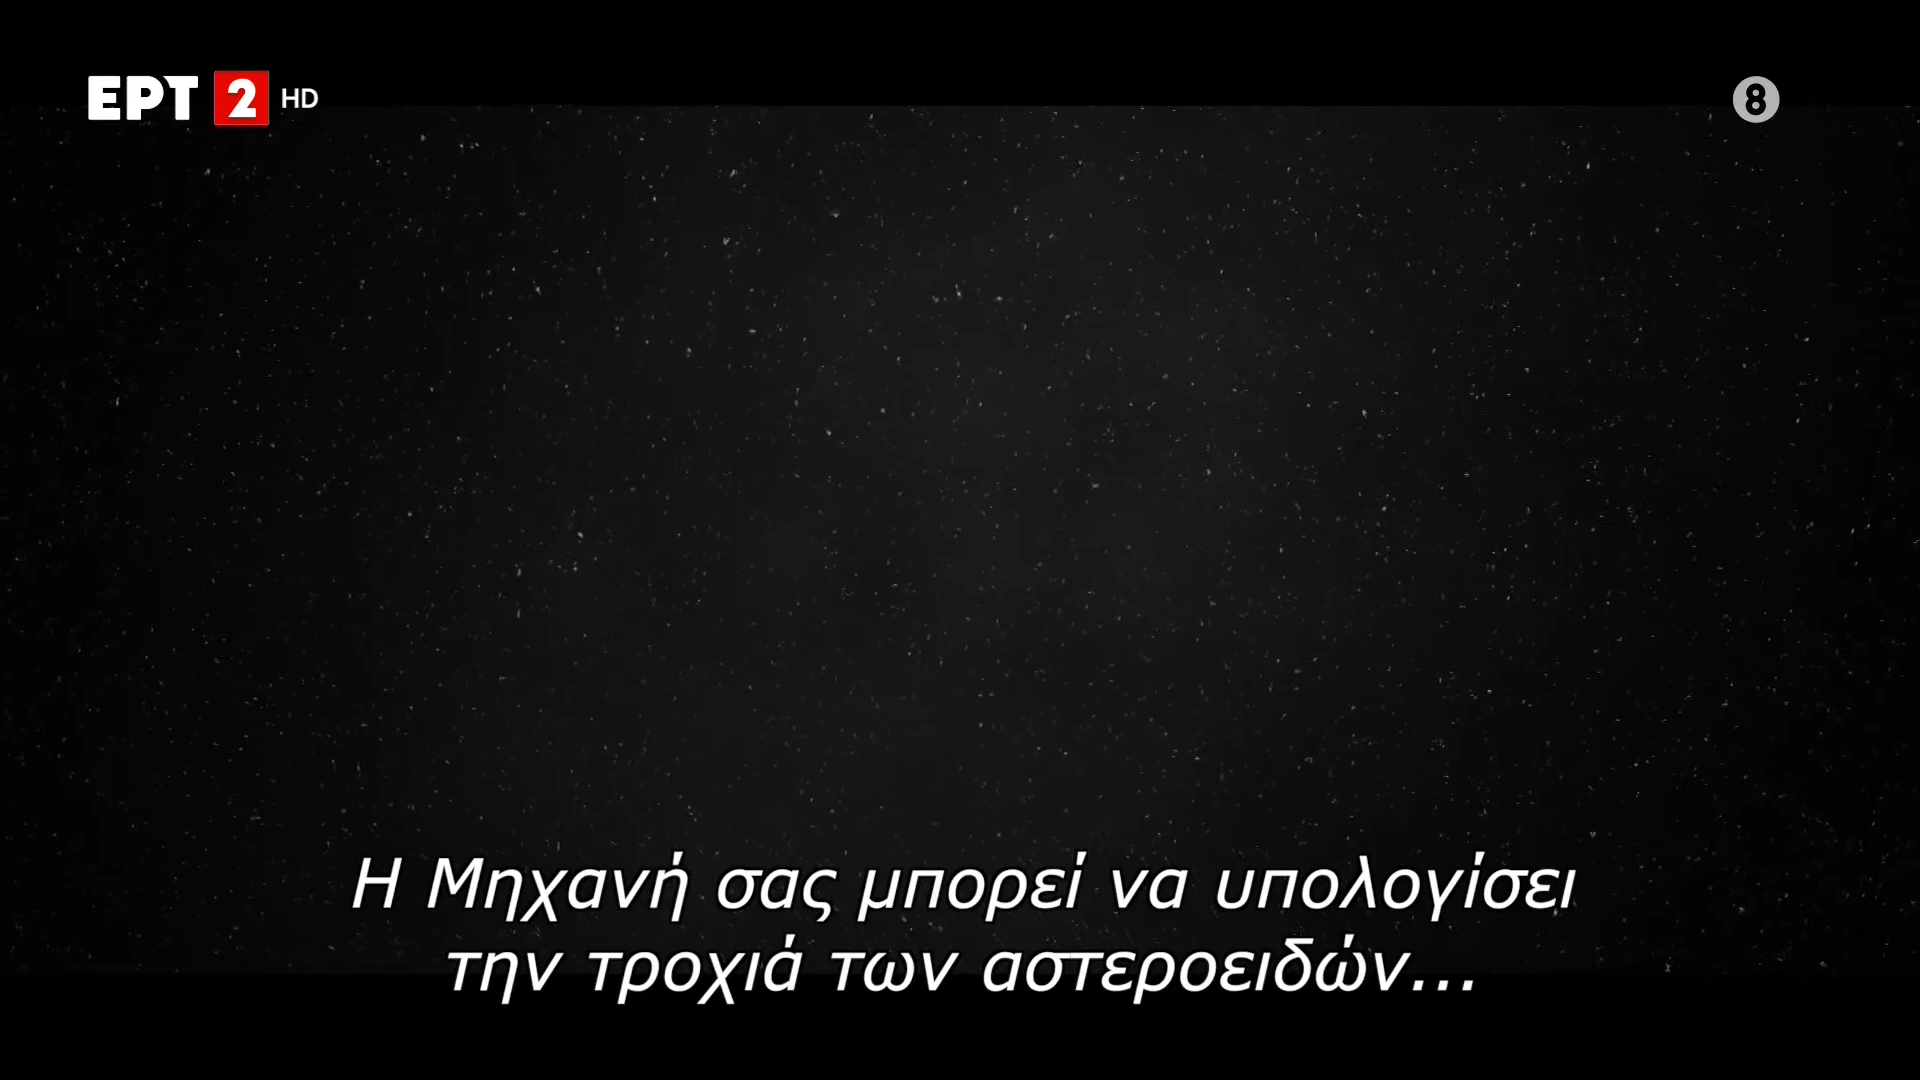 ΕΡΤ 2 HD
8
Η Μηχανή σας μπορεί να υπολογίσει
την τροχιά των αστεροειδών...